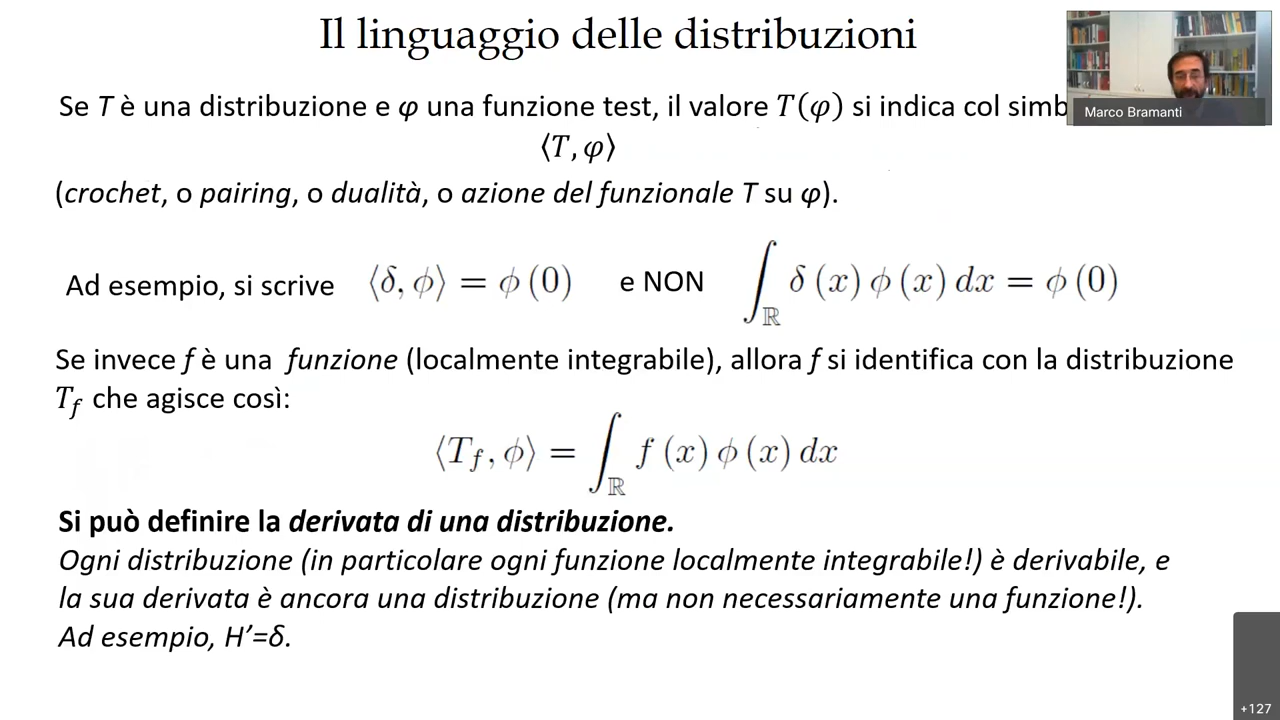 Il linguaggio delle distribuzioni
Se T è una distribuzione e φ una funzione test, il valore T(φ) si indica col simb
Marco Bramanti
⟨T, φ⟩
(crochet, o pairing, o dualità, o azione del funzionale T su φ).
Ad esempio, si scrive ⟨δ, ϕ⟩ = ϕ (0) e NON ∫_ℝ δ (x) ϕ (x) dx = ϕ (0)
Se invece f è una funzione (localmente integrabile), allora f si identifica con la distribuzione
T_f che agisce così:
⟨T_f, ϕ⟩ = ∫_ℝ f (x) ϕ (x) dx
Si può definire la derivata di una distribuzione.
Ogni distribuzione (in particolare ogni funzione localmente integrabile!) è derivabile, e
la sua derivata è ancora una distribuzione (ma non necessariamente una funzione!).
Ad esempio, H’=δ.
+127